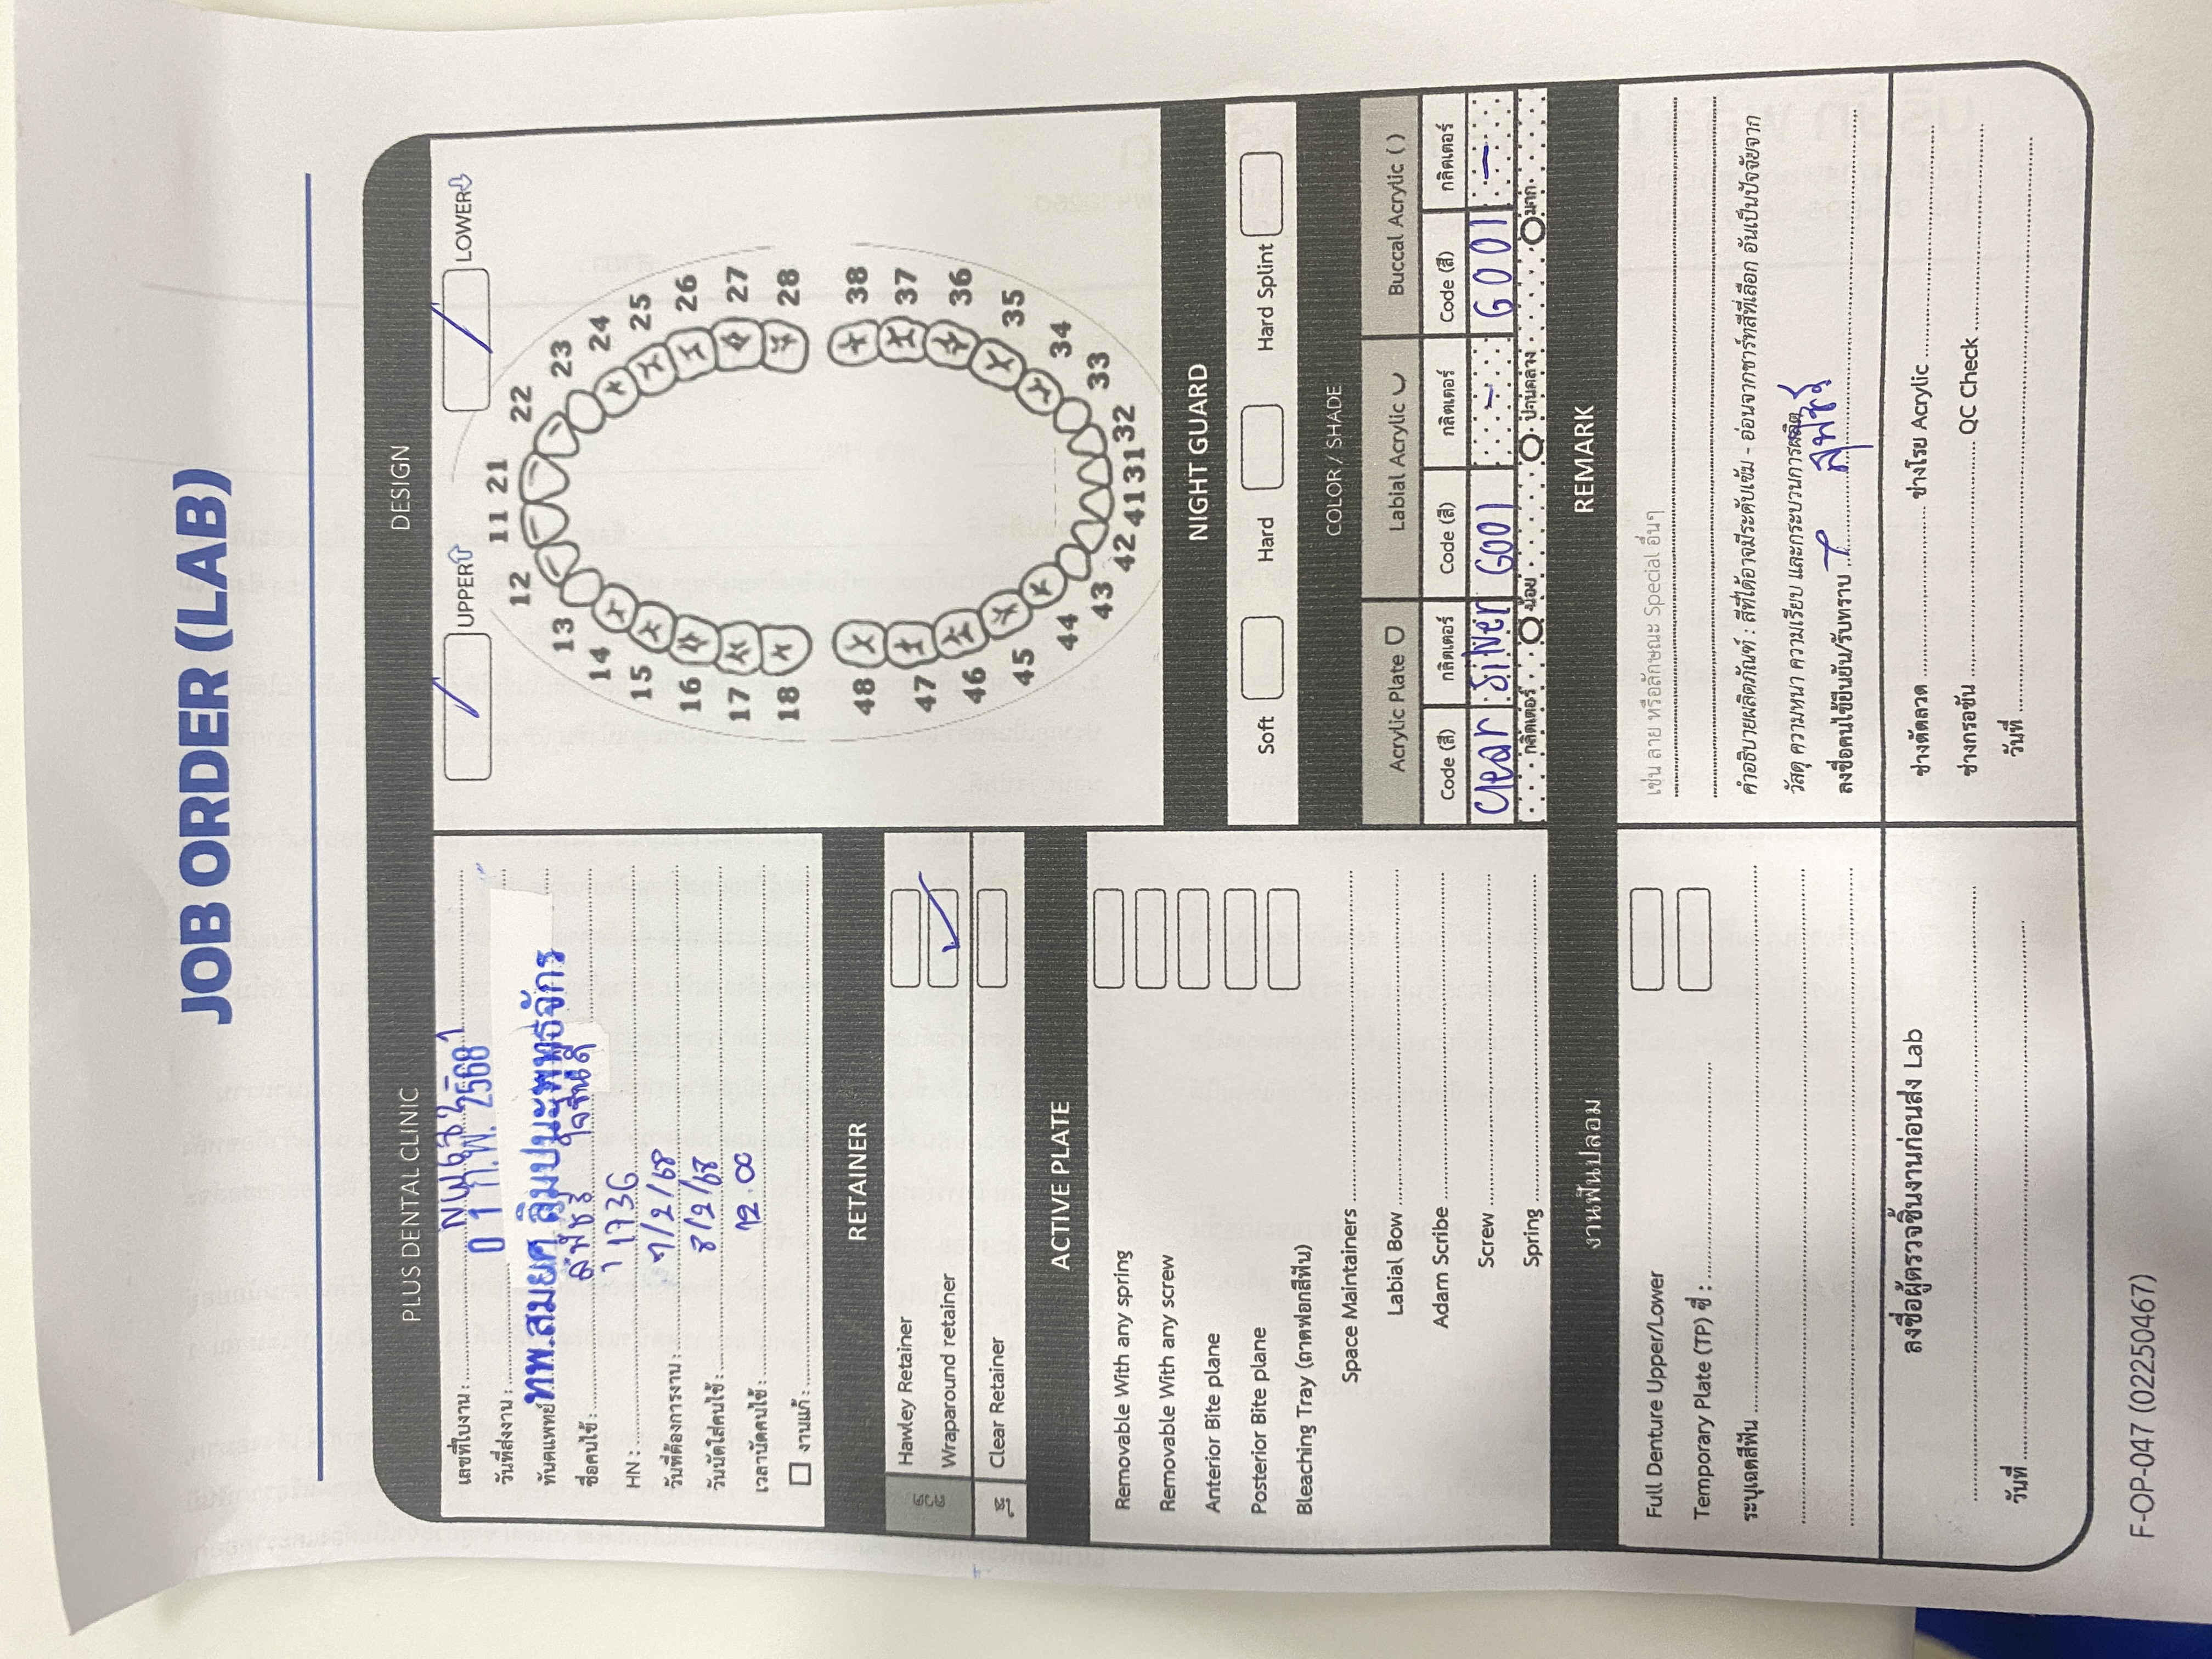 JOB ORDER (LAB)
PLUS DENTAL CLINIC
เลขที่ใบงาน :
วันที่ส่งงาน : 0 1 ก.พ. 2568
ทันตแพทย์ ทพ.สมยศ ลิมปนะพุทธจักร
ชื่อคนไข้ : สุพัชรี ใจชื่นดี
HN : 11736
วันที่ต้องการงาน : 7/2/68
วันนัดใส่คนไข้ : 8/2/68
เวลานัดคนไข้ : 12.00
งานแก้ :
DESIGN
UPPER
LOWER
11 21
12 22
13 23
14 24
15 25
16 26
17 27
18 28
48 38
47 37
46 36
45 35
44 34
43 33
42 41 31 32
RETAINER
ลวด
Hawley Retainer
Wraparound retainer
ใส
Clear Retainer
ACTIVE PLATE
Removable With any spring
Removable With any screw
Anterior Bite plane
Posterior Bite plane
Bleaching Tray (ถาดฟอกสีฟัน)
Space Maintainers
Labial Bow
Adam Scribe
Screw
Spring
NIGHT GUARD
Soft Hard Hard Splint
COLOR / SHADE
Acrylic Plate Labial Acrylic Buccal Acrylic ( )
Code (สี) กลิตเตอร์ Code (สี) กลิตเตอร์ Code (สี) กลิตเตอร์
Clear Silver G001 - G001 -
กลิตเตอร์ น้อย ปานกลาง มาก
งานฟันปลอม
Full Denture Upper/Lower
Temporary Plate (TP) ซี่ :
ระบุเฉดสีฟัน
REMARK
เช่น ลาย หรือลักษณะ Special อื่นๆ
คำอธิบายผลิตภัณฑ์ : สีที่ได้อาจมีระดับเข้ม - อ่อนจากชาร์ทสีที่เลือก อันเป็นปัจจัยจาก
วัสดุ ความหนา ความเรียบ และกระบวนการผลิต
ลงชื่อคนไข้ยืนยัน/รับทราบ สุพัชรี
ลงชื่อผู้ตรวจชิ้นงานก่อนส่ง Lab
วันที่
ช่างดัดลวด ช่างโรย Acrylic
ช่างกรอขัน QC Check
วันที่
F-OP-047 (02250467)